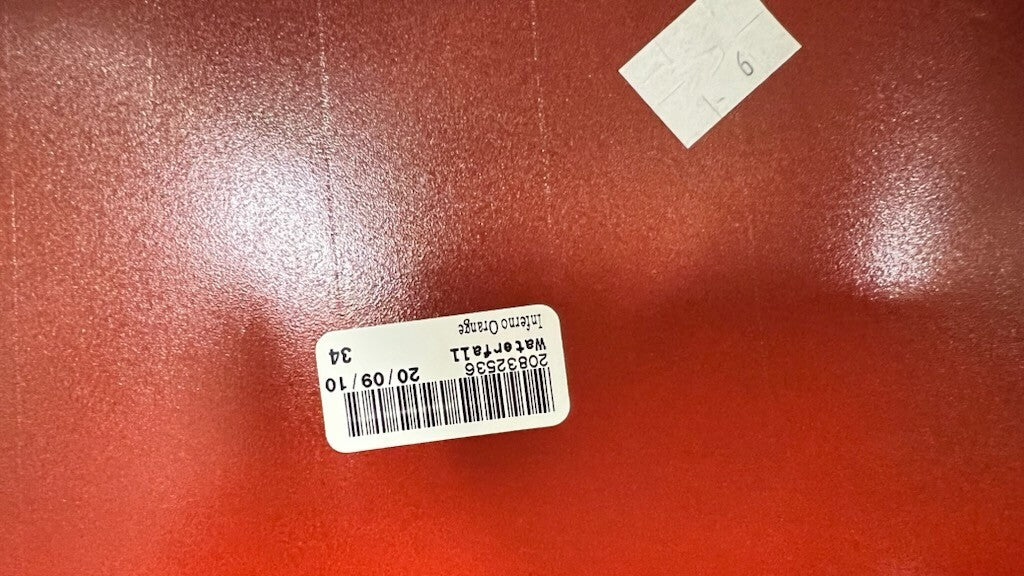 Inferno Orange
Waterfall 34
20832536
20/09/10